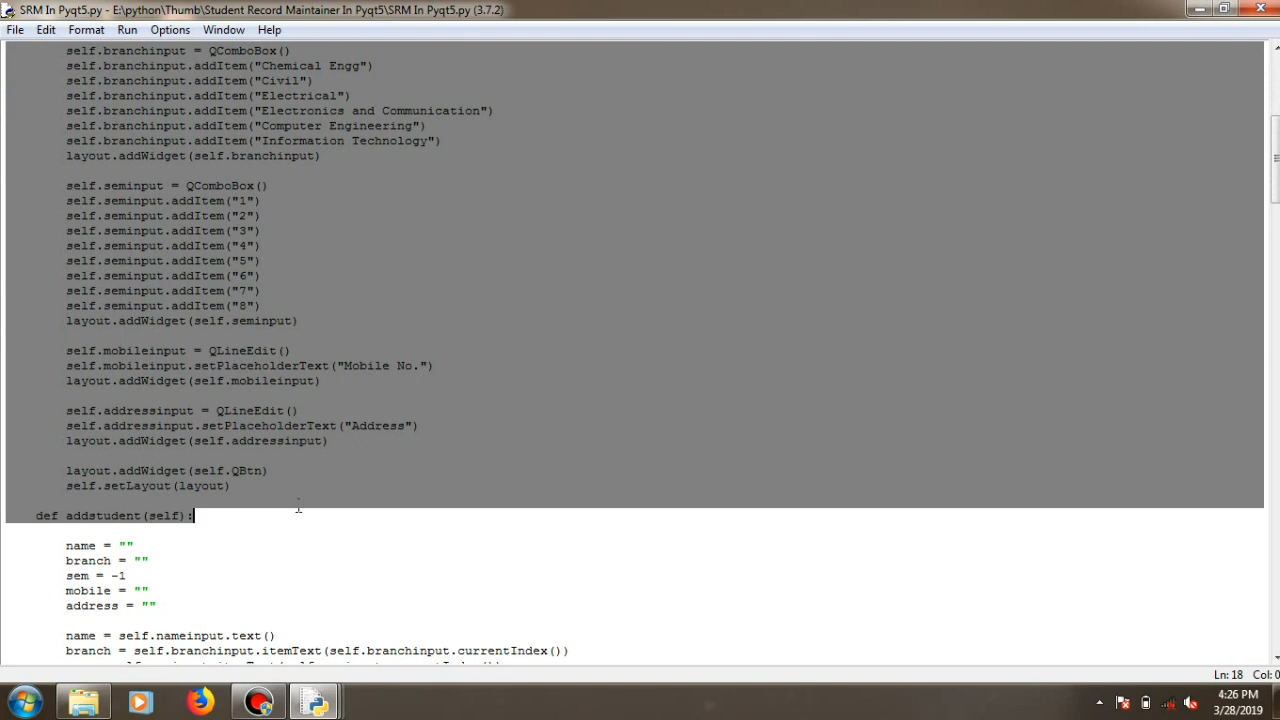 SRM In Pyqt5.py - E:\python\Thumb\Student Record Maintainer In Pyqt5\SRM In Pyqt5.py (3.7.2)
File Edit Format Run Options Window Help
self.branchinput = QComboBox()
self.branchinput.addItem("Chemical Engg")
self.branchinput.addItem("Civil")
self.branchinput.addItem("Electrical")
self.branchinput.addItem("Electronics and Communication")
self.branchinput.addItem("Computer Engineering")
self.branchinput.addItem("Information Technology")
layout.addWidget(self.branchinput)
self.seminput = QComboBox()
self.seminput.addItem("1")
self.seminput.addItem("2")
self.seminput.addItem("3")
self.seminput.addItem("4")
self.seminput.addItem("5")
self.seminput.addItem("6")
self.seminput.addItem("7")
self.seminput.addItem("8")
layout.addWidget(self.seminput)
self.mobileinput = QLineEdit()
self.mobileinput.setPlaceholderText("Mobile No.")
layout.addWidget(self.mobileinput)
self.addressinput = QLineEdit()
self.addressinput.setPlaceholderText("Address")
layout.addWidget(self.addressinput)
layout.addWidget(self.QBtn)
self.setLayout(layout)
def addstudent(self):
name = ""
branch = ""
sem = -1
mobile = ""
address = ""
name = self.nameinput.text()
branch = self.branchinput.itemText(self.branchinput.currentIndex())
Ln: 18 Col: 0
4:26 PM
3/28/2019